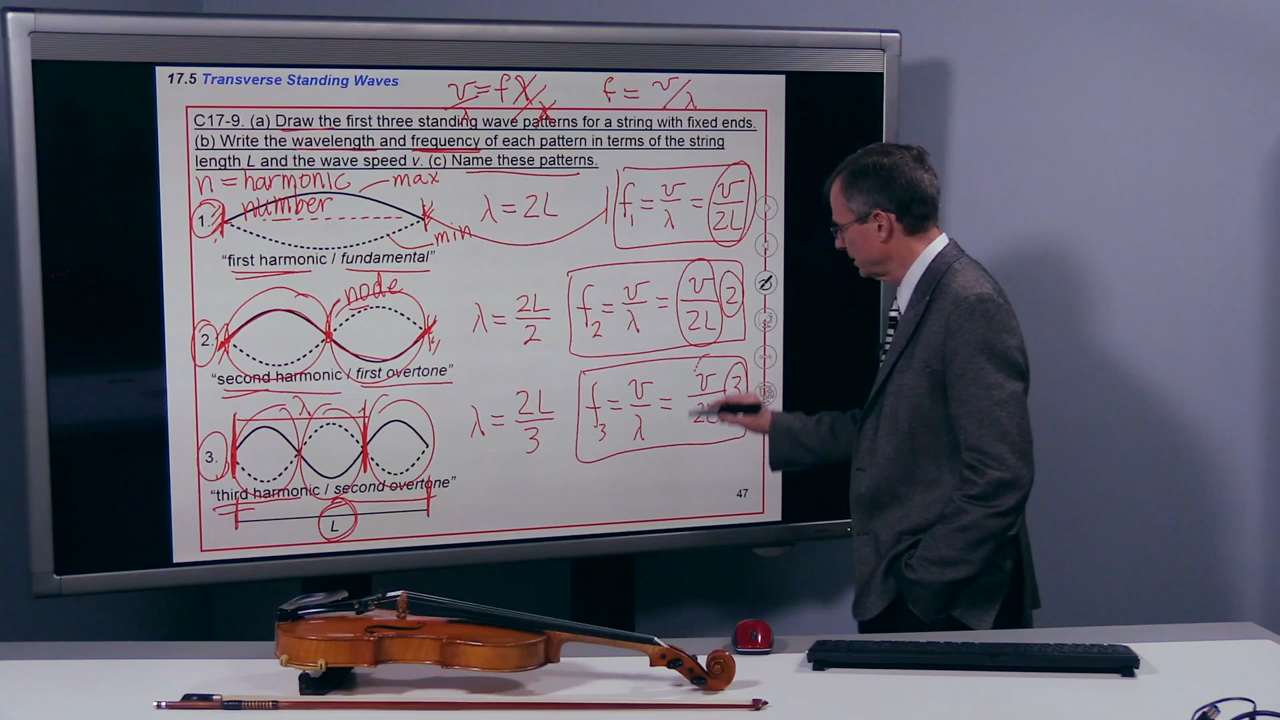 17.5 Transverse Standing Waves
v/λ = fλ/λ f = v/λ
C17-9. (a) Draw the first three standing wave patterns for a string with fixed ends.
(b) Write the wavelength and frequency of each pattern in terms of the string
length L and the wave speed v. (c) Name these patterns.
n = harmonic
number
max
1.
λ = 2L
f₁ = v/λ = v/2L
min
"first harmonic / fundamental"
node
2.
λ = 2L/2
f₂ = v/λ = v/2L 2
"second harmonic / first overtone"
λ
3.
λ = 2L/3
f₃ = v/λ = v/2L 3
"third harmonic / second overtone"
L
47